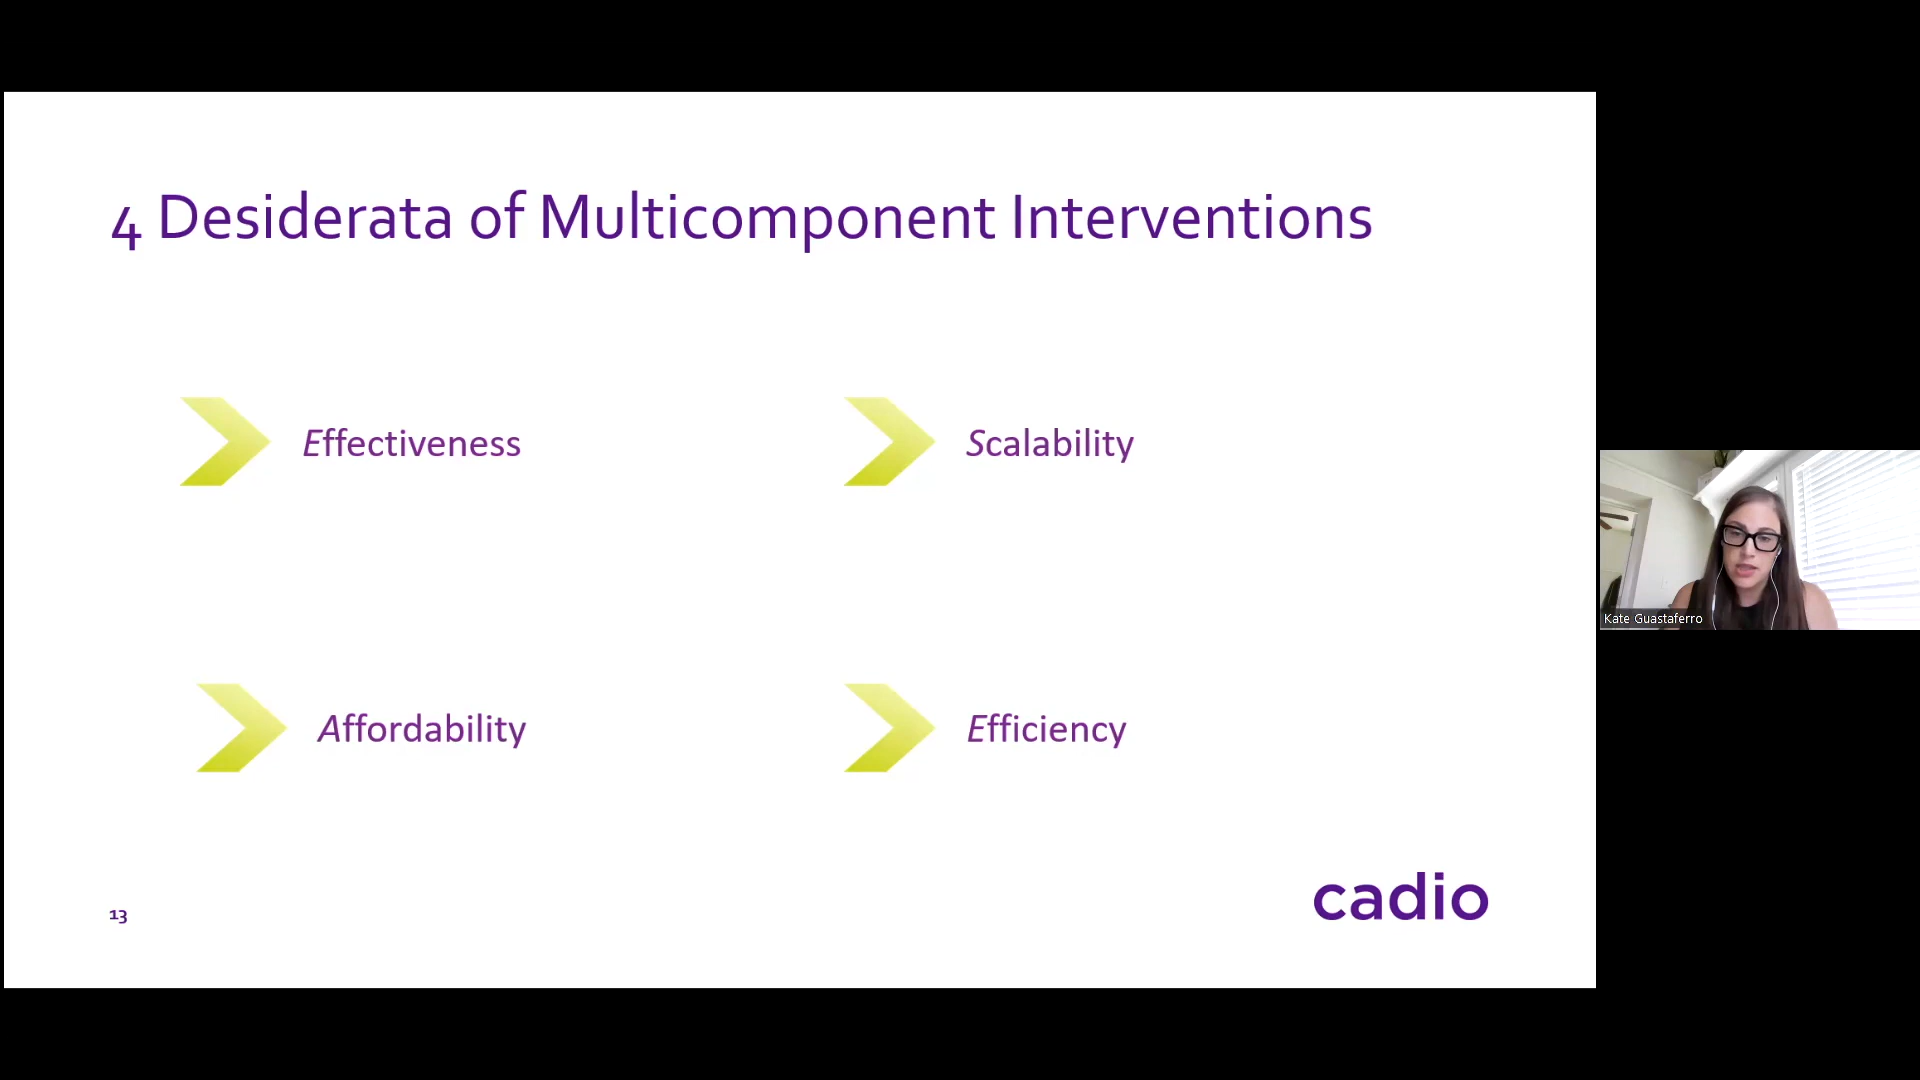 4 Desiderata of Multicomponent Interventions
Effectiveness
Scalability
Affordability
Efficiency
13
cadio
Kate Guastaferro